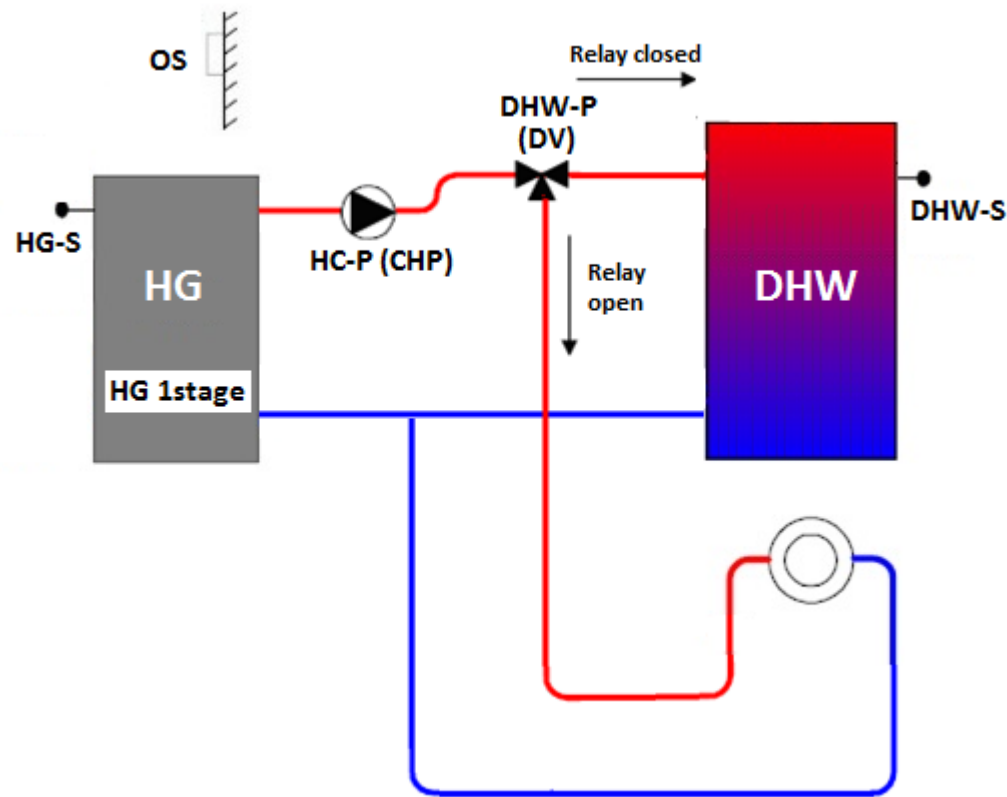 OS
Relay closed
DHW-P
(DV)
HG-S
HC-P (CHP)
DHW-S
HG
Relay
open
DHW
HG 1stage